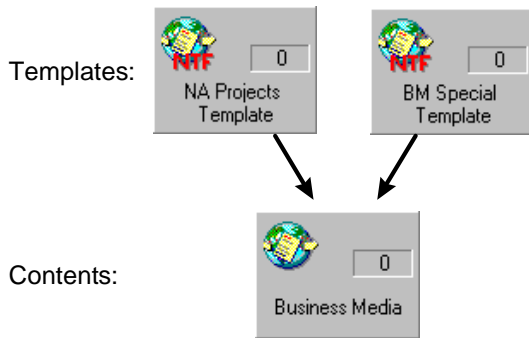 Templates:
NTF
0
NA Projects
Template
NTF
0
BM Special
Template
Contents:
0
Business Media